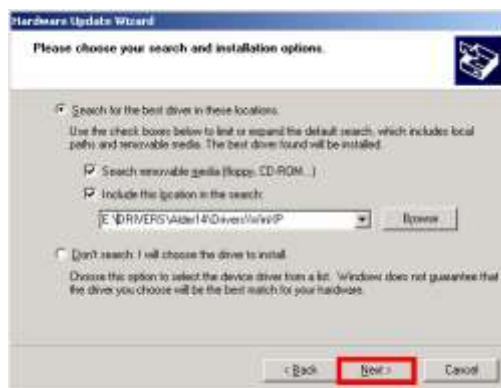 Hardware Update Wizard
Please choose your search and installation options.
Search for the best driver in these locations.
Use the check boxes below to limit or expand the default search, which includes local
paths and removable media. The best driver found will be installed.
Search removable media (floppy, CD-ROM...)
Include this location in the search:
Browse
Don't search. I will choose the driver to install.
Choose this option to select the device driver from a list. Windows does not guarantee that
the driver you choose will be the best match for your hardware.
< Back
Next >
Cancel